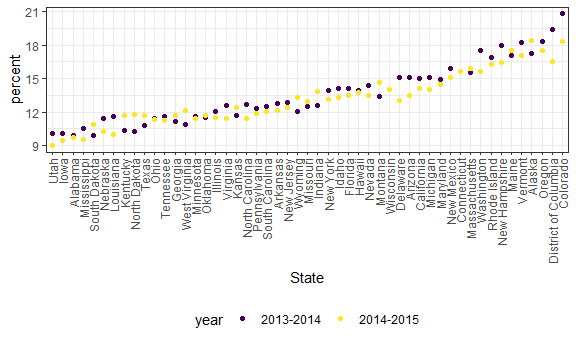 21
18
15
12
9
percent
Utah
Iowa
Alabama
Mississippi
South Dakota
Nebraska
Louisiana
Kentucky
North Dakota
Texas
Ohio
Tennessee
Georgia
West Virginia
Minnesota
Oklahoma
Illinois
Virginia
Kansas
North Carolina
Pennsylvania
South Carolina
Arkansas
New Jersey
Wyoming
Missouri
Indiana
New York
Idaho
Florida
Hawaii
Nevada
Montana
Wisconsin
Delaware
Arizona
California
Michigan
Maryland
New Mexico
Connecticut
Massachusetts
Washington
Rhode Island
New Hampshire
Maine
Vermont
Alaska
Oregon
District of Columbia
Colorado
State
year 2013-2014 2014-2015